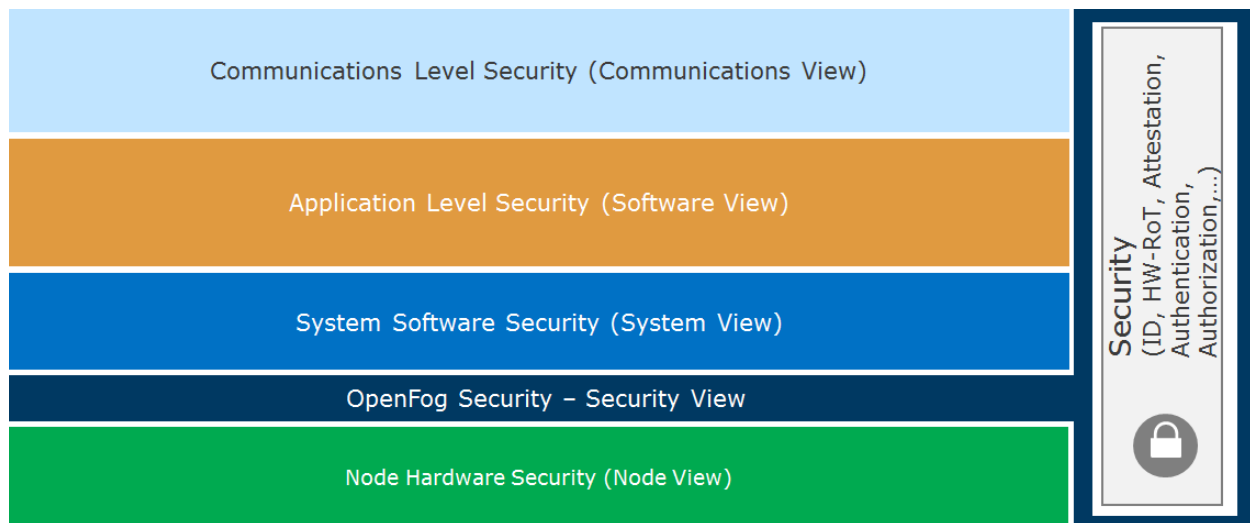 Communications Level Security (Communications View)
Application Level Security (Software View)
System Software Security (System View)
OpenFog Security – Security View
Node Hardware Security (Node View)
Security
(ID, HW-RoT, Attestation,
Authentication,
Authorization,...)